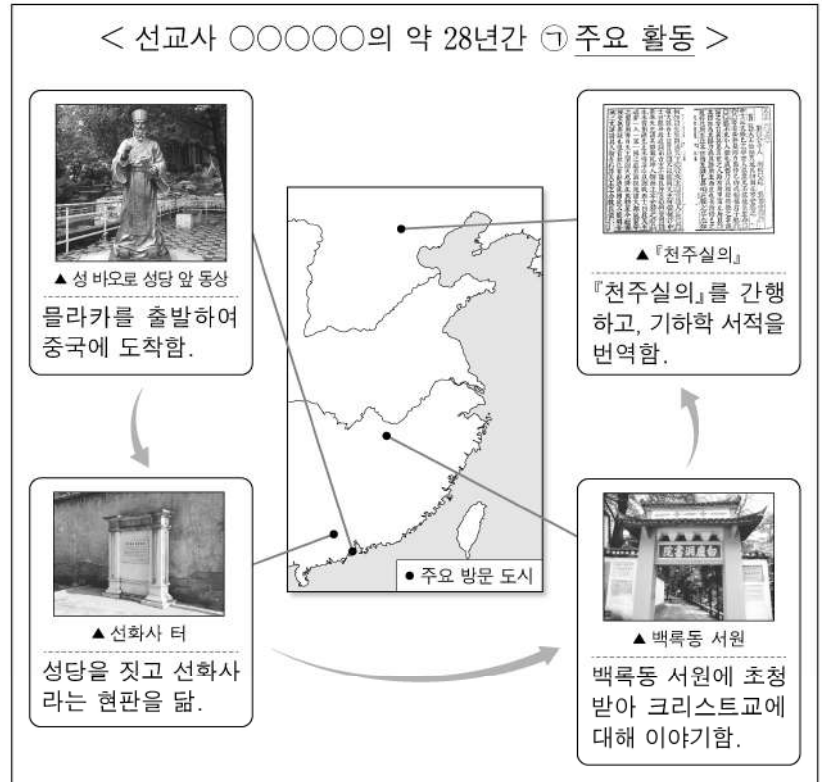 < 선교사 ○○○○○의 약 28년간 ㉠ 주요 활동 >
▲ 성 바오로 성당 앞 동상
믈라카를 출발하여
중국에 도착함.
▲ 『천주실의』
『천주실의』를 간행
하고, 기하학 서적을
번역함.
• 주요 방문 도시
▲ 선화사 터
성당을 짓고 선화사
라는 현판을 닮.
院書洞鹿白
▲ 백록동 서원
백록동 서원에 초청
받아 크리스트교에
대해 이야기함.